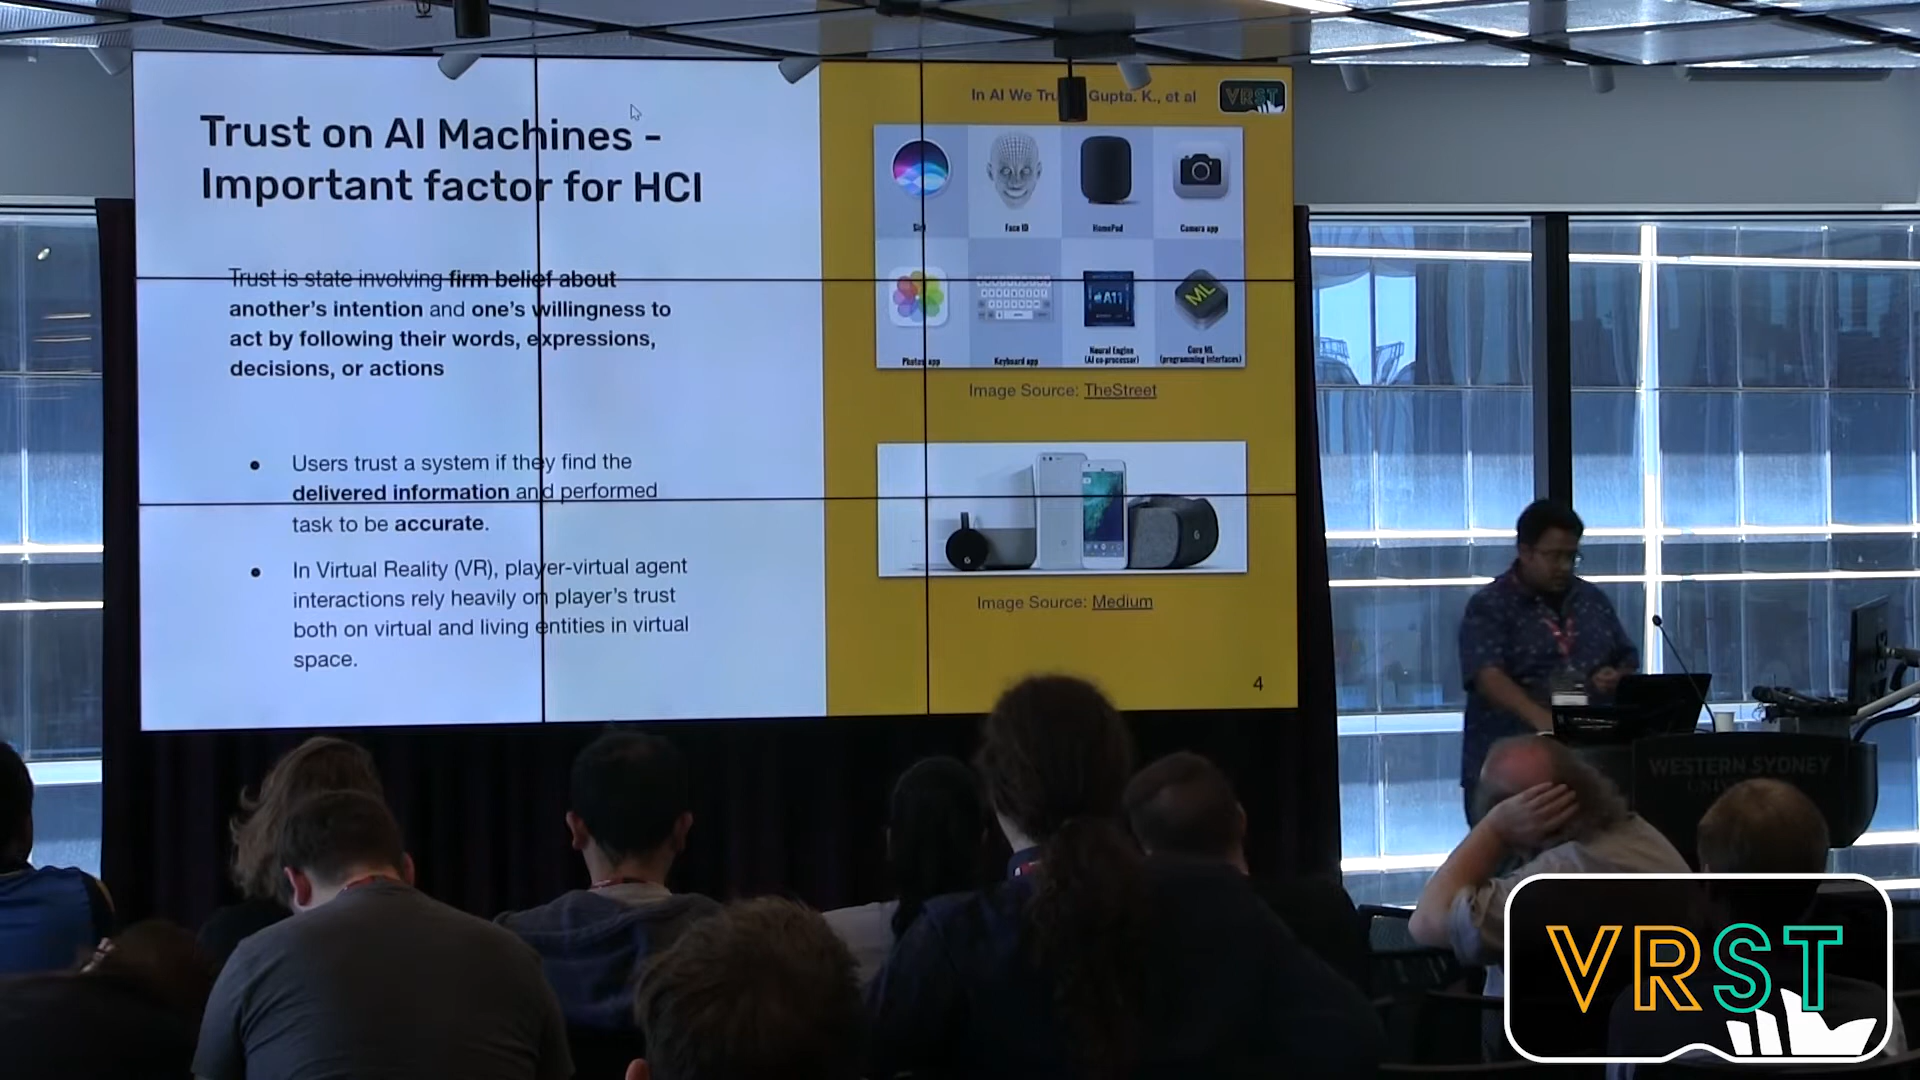 Trust on AI Machines -
Important factor for HCI
Trust is state involving firm belief about
another's intention and one's willingness to
act by following their words, expressions,
decisions, or actions
● Users trust a system if they find the
delivered information and performed
task to be accurate.
● In Virtual Reality (VR), player-virtual agent
interactions rely heavily on player's trust
both on virtual and living entities in virtual
space.
In AI We Gupta. K., et al
VRST
Siri Face ID HomePod Camera app
ML
A11
Photos app Keyboard app Neural Engine Core ML
(AI co-processor) (programming interfaces)
Image Source: TheStreet
G G
Image Source: Medium
4
WESTERN SYDNEY
VRST